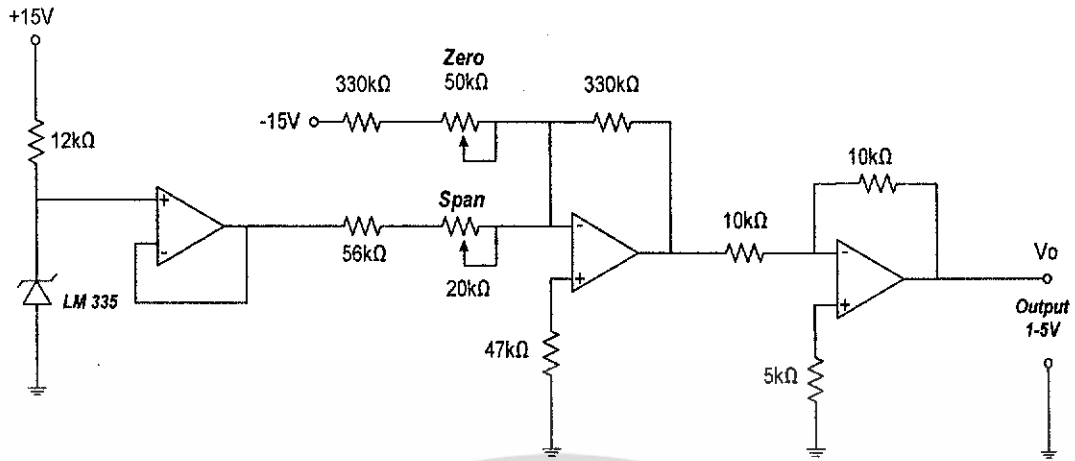 +15V
Zero
50kΩ
330kΩ
330kΩ
-15V
12kΩ
10kΩ
+
-
LM 335
Span
56kΩ
20kΩ
-
+
47kΩ
10kΩ
-
+
5kΩ
Vo
Output
1-5V